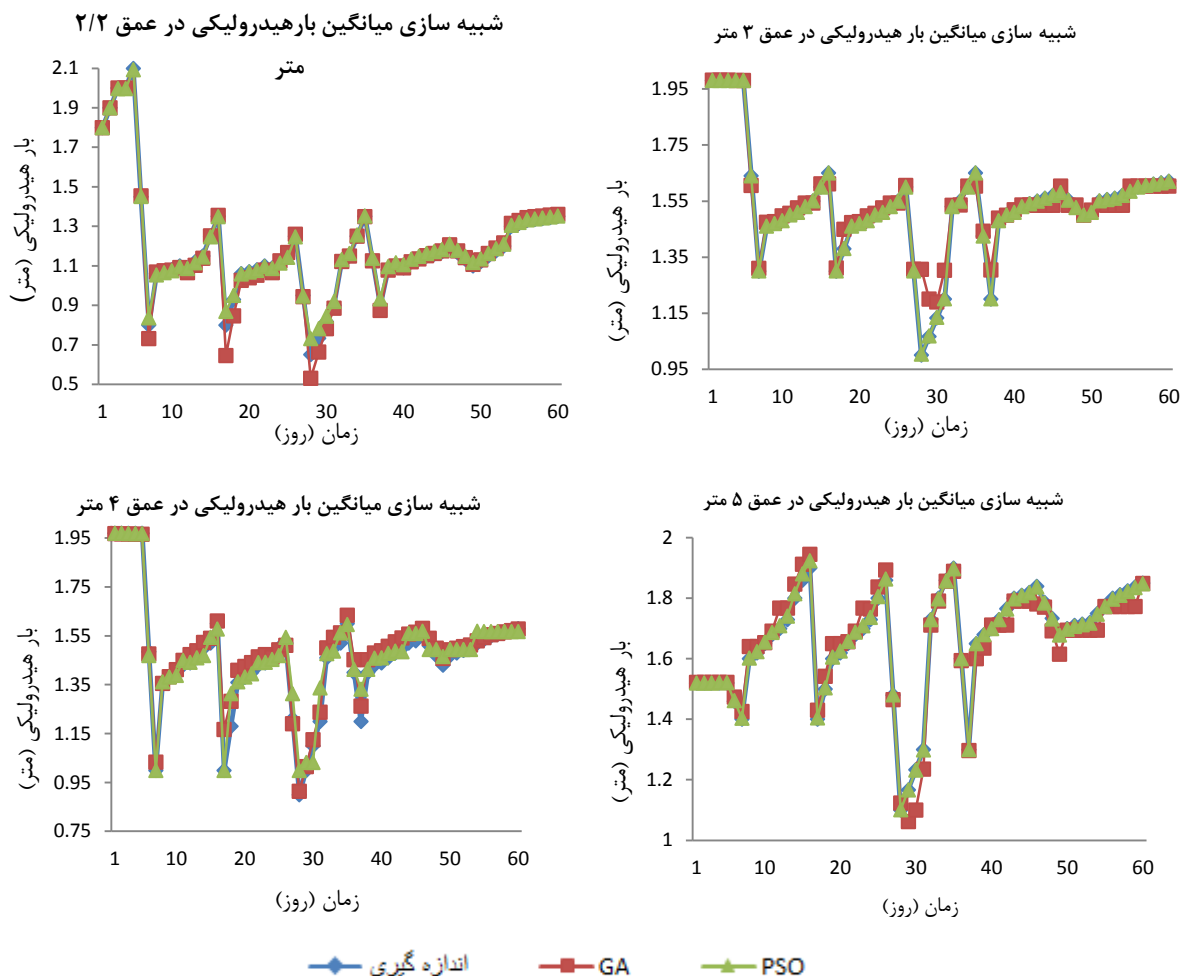 شبیه سازی میانگین بارهیدرولیکی در عمق ۲/۲
متر
بار هیدرولیکی (متر)
2.1
1.9
1.7
1.5
1.3
1.1
0.9
0.7
0.5
1 10 20 30 40 50 60
زمان (روز)
شبیه سازی میانگین بار هیدرولیکی در عمق ۳ متر
بار هیدرولیکی (متر)
1.95
1.75
1.55
1.35
1.15
0.95
1 10 20 30 40 50 60
زمان (روز)
شبیه سازی میانگین بار هیدرولیکی در عمق ۴ متر
بار هیدرولیکی (متر)
1.95
1.75
1.55
1.35
1.15
0.95
0.75
1 10 20 30 40 50 60
زمان (روز)
شبیه سازی میانگین بار هیدرولیکی در عمق ۵ متر
بار هیدرولیکی (متر)
2
1.8
1.6
1.4
1.2
1
1 10 20 30 40 50 60
زمان (روز)
اندازه گیری GA PSO